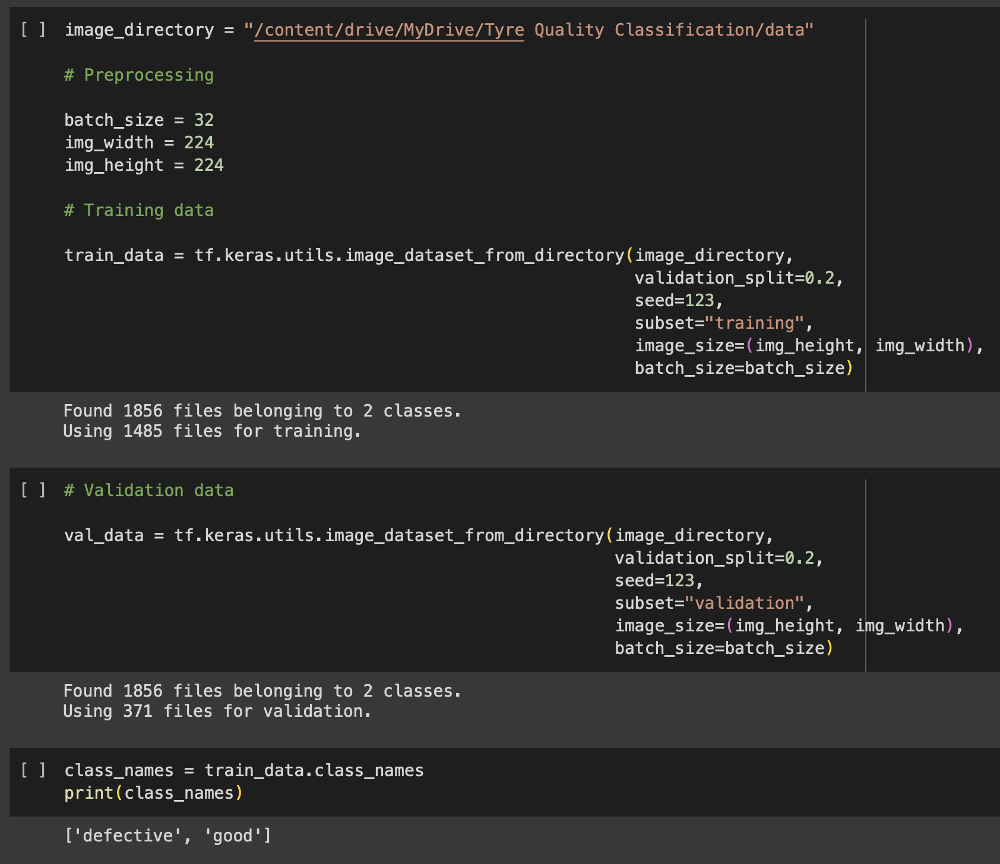 [ ] image_directory = "/content/drive/MyDrive/Tyre Quality Classification/data"
# Preprocessing
batch_size = 32
img_width = 224
img_height = 224
# Training data
train_data = tf.keras.utils.image_dataset_from_directory(image_directory,
validation_split=0.2,
seed=123,
subset="training",
image_size=(img_height, img_width),
batch_size=batch_size)
Found 1856 files belonging to 2 classes.
Using 1485 files for training.
[ ] # Validation data
val_data = tf.keras.utils.image_dataset_from_directory(image_directory,
validation_split=0.2,
seed=123,
subset="validation",
image_size=(img_height, img_width),
batch_size=batch_size)
Found 1856 files belonging to 2 classes.
Using 371 files for validation.
[ ] class_names = train_data.class_names
print(class_names)
['defective', 'good']